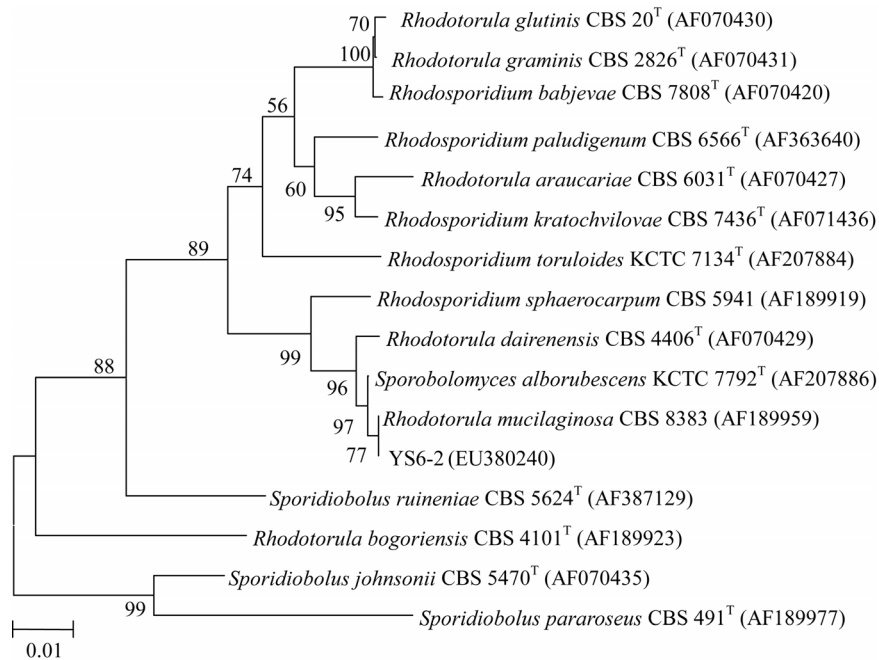 70
Rhodotorula glutinis CBS 20ᵀ (AF070430)
100
Rhodotorula graminis CBS 2826ᵀ (AF070431)
Rhodosporidium babjevae CBS 7808ᵀ (AF070420)
56
Rhodosporidium paludigenum CBS 6566ᵀ (AF363640)
74
60
Rhodotorula araucariae CBS 6031ᵀ (AF070427)
95
Rhodosporidium kratochvilovae CBS 7436ᵀ (AF071436)
89
Rhodosporidium toruloides KCTC 7134ᵀ (AF207884)
Rhodosporidium sphaerocarpum CBS 5941 (AF189919)
Rhodotorula dairenensis CBS 4406ᵀ (AF070429)
99
88
96
Sporobolomyces alborubescens KCTC 7792ᵀ (AF207886)
97
Rhodotorula mucilaginosa CBS 8383 (AF189959)
77
YS6-2 (EU380240)
Sporidiobolus ruineniae CBS 5624ᵀ (AF387129)
Rhodotorula bogoriensis CBS 4101ᵀ (AF189923)
Sporidiobolus johnsonii CBS 5470ᵀ (AF070435)
99
Sporidiobolus pararoseus CBS 491ᵀ (AF189977)
0.01